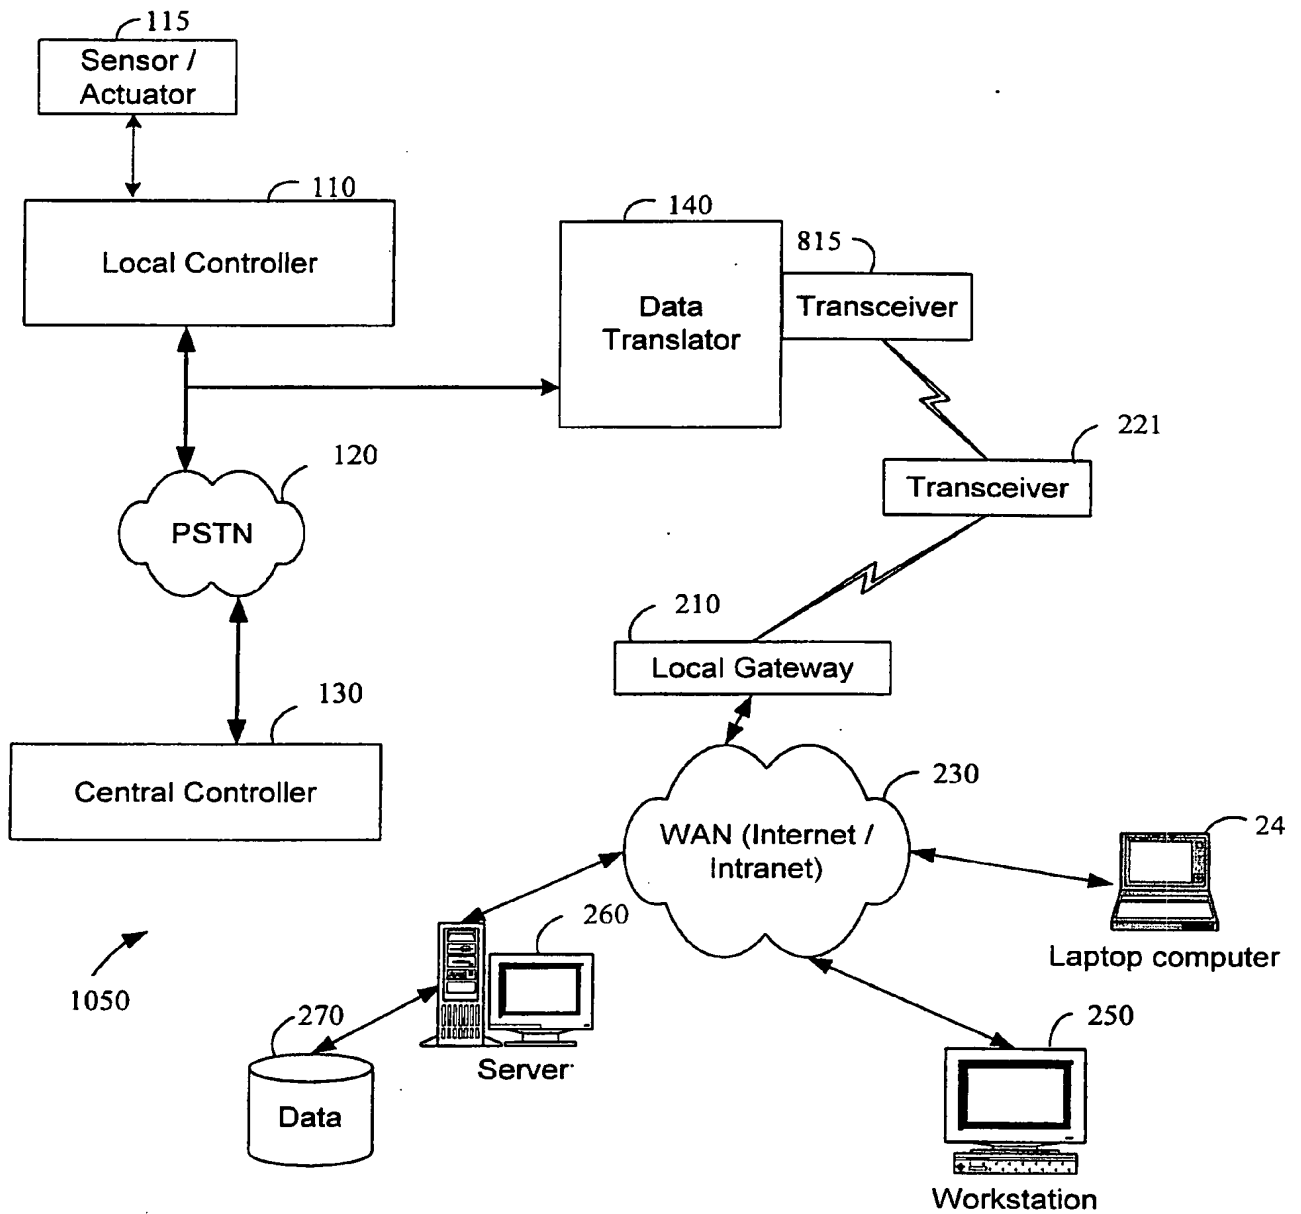 115
Sensor /
Actuator
110
Local Controller
140
Data
Translator
815
Transceiver
221
Transceiver
120
PSTN
210
Local Gateway
130
Central Controller
230
WAN (Internet /
Intranet)
24
Laptop computer
260
Server
1050
270
Data
250
Workstation